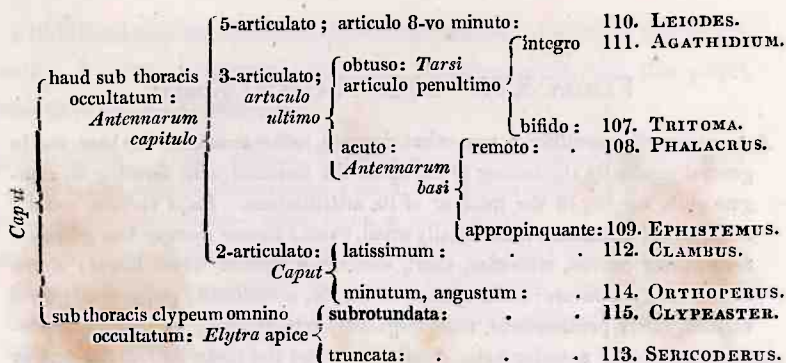 5-articulato; articulo 8-vo minuto: 110. LEIODES.
integro 111. AGATHIDIUM.
haud sub thoracis 3-articulato; obtuso: Tarsi
occultatum: articulo articulo penultimo
Antennarum ultimo
capitulo bifido: 107. TRITOMA.
acuto: remoto: . 108. PHALACRUS.
Antennarum
basi
Caput
appropinquante: 109. EPHISTEMUS.
2-articulato: latissimum: . . 112. CLAMBUS.
Caput
minutum, angustum: . 114. ORTHOPERUS.
sub thoracis clypeum omnino subrotundata: . . 115. CLYPEASTER.
occultatum: Elytra apice
truncata: . . . 113. SERICODERUS.